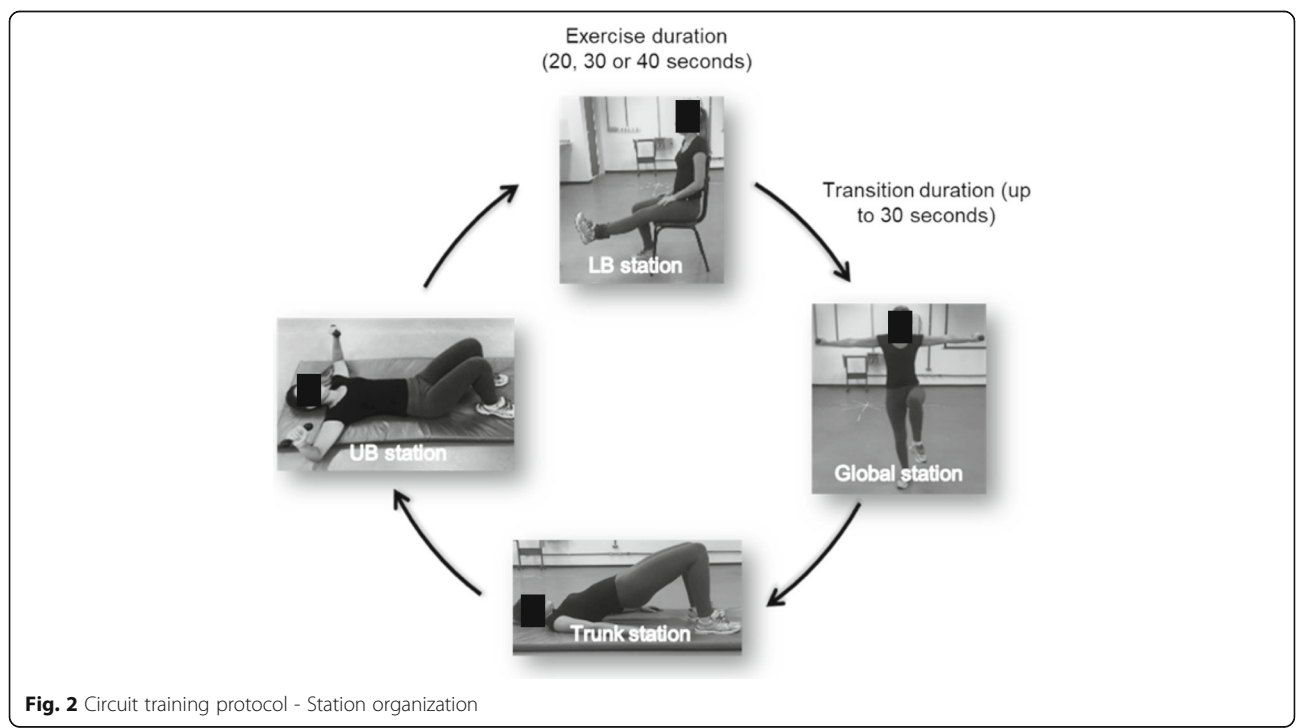 Exercise duration
(20, 30 or 40 seconds)
LB station
Transition duration (up
to 30 seconds)
Global station
Trunk station
UB station
Fig. 2 Circuit training protocol - Station organization